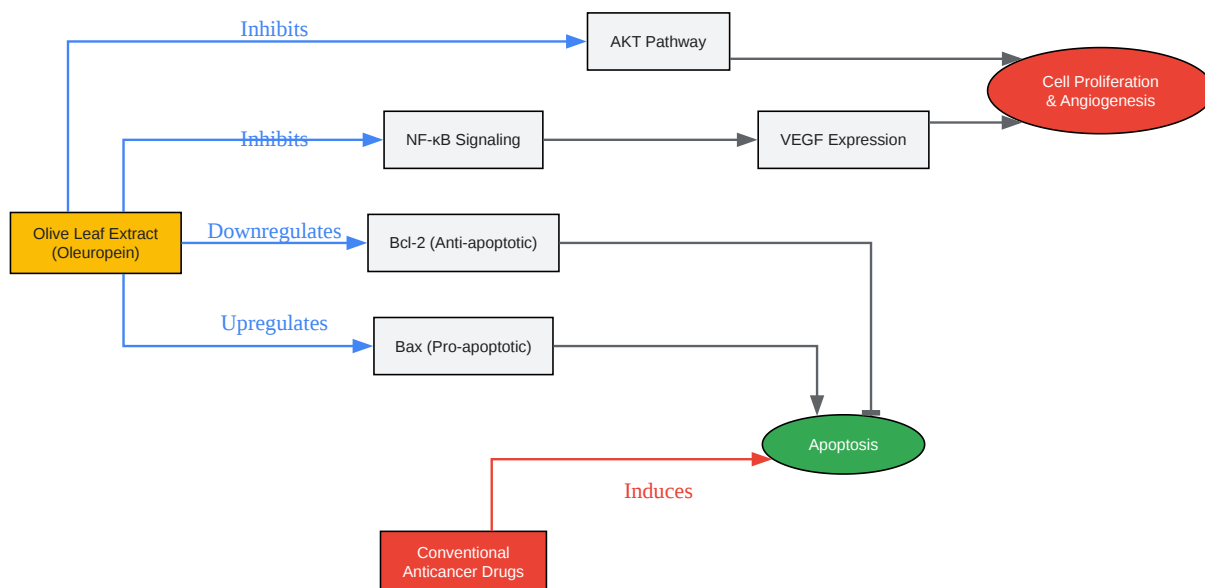 Inhibits
AKT Pathway
Cell Proliferation
& Angiogenesis
Inhibits
NF-κB Signaling
VEGF Expression
Olive Leaf Extract
(Oleuropein)
Downregulates
Bcl-2 (Anti-apoptotic)
Upregulates
Bax (Pro-apoptotic)
Apoptosis
Induces
Conventional
Anticancer Drugs